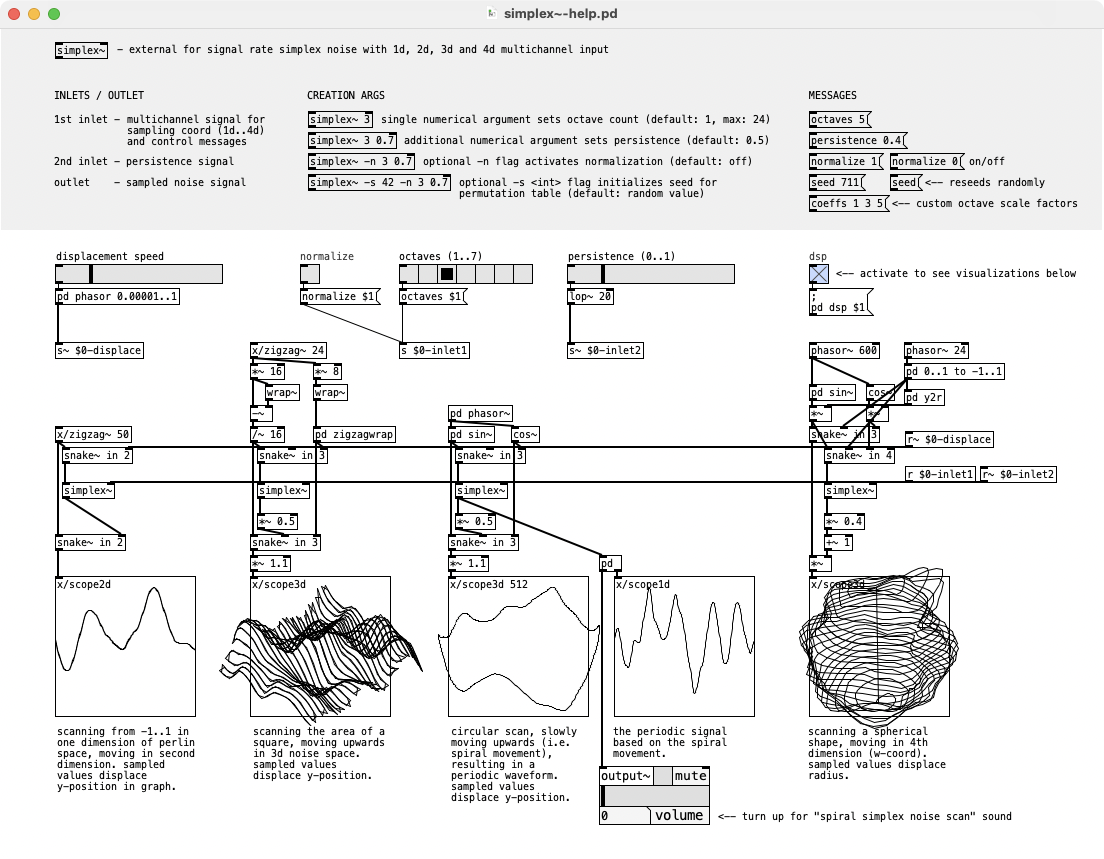 simplex~-help.pd
simplex~ — external for signal rate simplex noise with 1d, 2d, 3d and 4d multichannel input
INLETS / OUTLET
1st inlet — multichannel signal for
sampling coord (1d..4d)
and control messages
2nd inlet — persistence signal
outlet — sampled noise signal
CREATION ARGS
simplex~ 3 single numerical argument sets octave count (default: 1, max: 24)
simplex~ 3 0.7 additional numerical argument sets persistence (default: 0.5)
simplex~ -n 3 0.7 optional -n flag activates normalization (default: off)
simplex~ -s 42 -n 3 0.7 optional -s <int> flag initializes seed for
permutation table (default: random value)
MESSAGES
octaves 5
persistence 0.4
normalize 1 normalize 0 on/off
seed 711 seed <—— reseeds randomly
coeffs 1 3 5 <—— custom octave scale factors
displacement speed
pd phasor 0.00001..1
s~ $0-displace
normalize
normalize $1
octaves (1..7)
octaves $1
s $0-inlet1
persistence (0..1)
lop~ 20
s~ $0-inlet2
dsp
<—— activate to see visualizations below
;
pd dsp $1
x/zigzag~ 50
snake~ in 2
simplex~
snake~ in 2
x/scope2d
scanning from -1..1 in
one dimension of perlin
space, moving in second
dimension. sampled
values displace
y-position in graph.
x/zigzag~ 24
*~ 16 *~ 8
wrap~ wrap~
-~
/~ 16 pd zigzagwrap
snake~ in 3
simplex~
*~ 0.5
snake~ in 3
*~ 1.1
x/scope3d
scanning the area of a
square, moving upwards
in 3d noise space.
sampled values
displace y-position.
pd phasor~
pd sin~ cos~
snake~ in 3
simplex~
*~ 0.5
snake~ in 3
*~ 1.1
x/scope3d 512
circular scan, slowly
moving upwards (i.e.
spiral movement),
resulting in a
periodic waveform.
sampled values
displace y-position.
pd
x/scope1d
the periodic signal
based on the spiral
movement.
output~ mute
0 volume
<—— turn up for "spiral simplex noise scan" sound
phasor~ 600 phasor~ 24
pd 0..1 to -1..1
pd sin~ cos~ pd y2r
*~ *~
snake~ in 3 r~ $0-displace
snake~ in 4
r $0-inlet1 r~ $0-inlet2
simplex~
*~ 0.4
+~ 1
*~
x/scope3d
scanning a spherical
shape, moving in 4th
dimension (w-coord).
sampled values displace
radius.